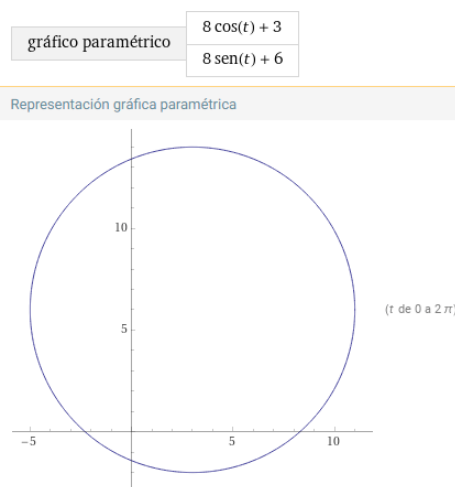 8 cos(t) + 3
gráfico paramétrico
8 sen(t) + 6
Representación gráfica paramétrica
10
(t de 0 a 2 π)
5
-5 5 10